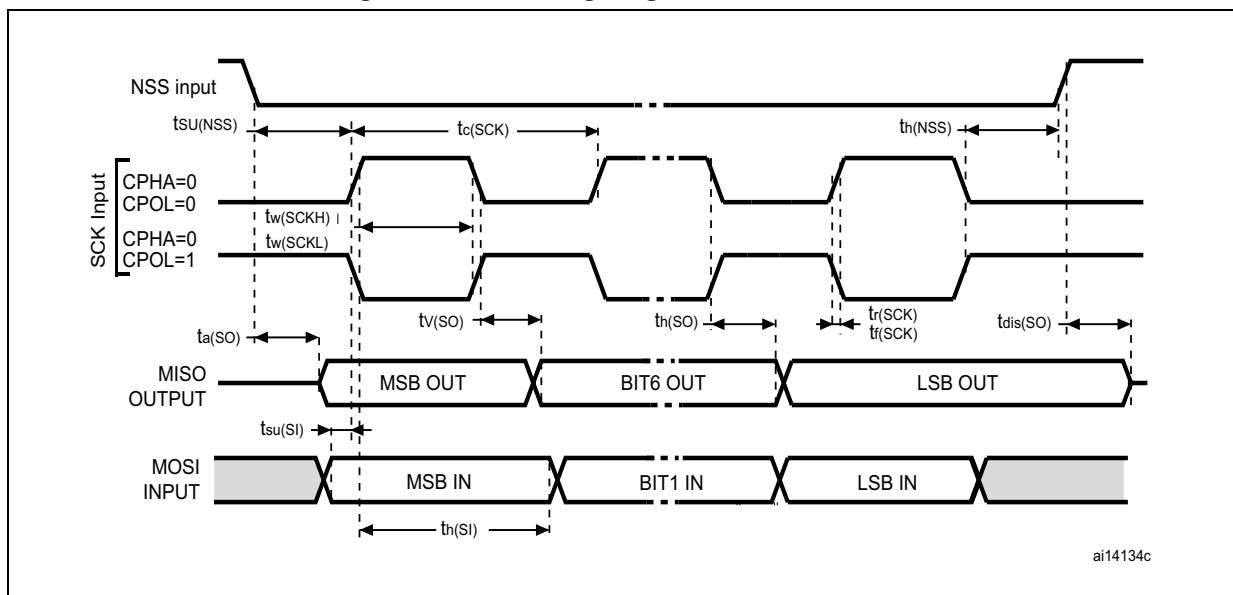 NSS input
tSU(NSS)
tc(SCK)
th(NSS)
SCK Input
CPHA=0
CPOL=0
tw(SCKH)
tw(SCKL)
CPHA=0
CPOL=1
ta(SO)
tV(SO)
th(SO)
tr(SCK)
tf(SCK)
tdis(SO)
MISO
OUTPUT
MSB OUT
BIT6 OUT
LSB OUT
tsu(SI)
MOSI
INPUT
MSB IN
BIT1 IN
LSB IN
th(SI)
ai14134c